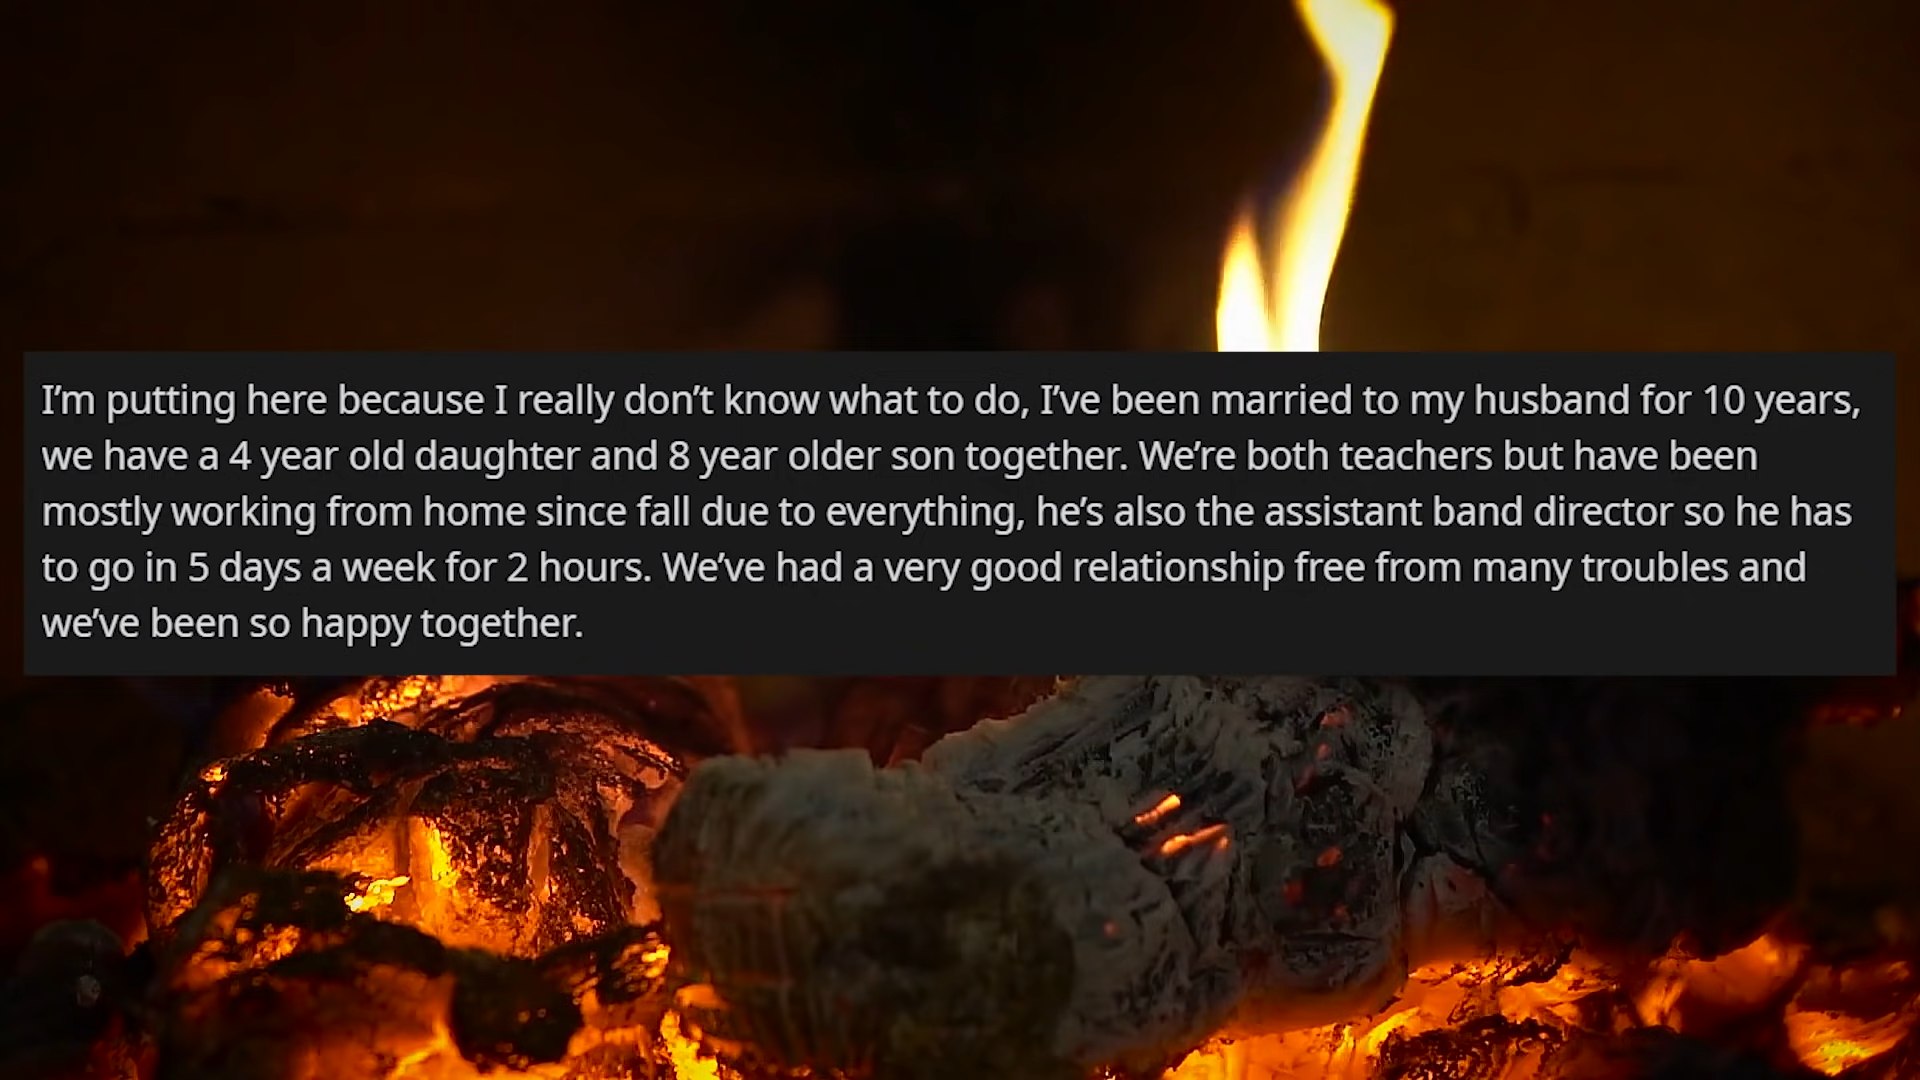 I’m putting here because I really don’t know what to do, I’ve been married to my husband for 10 years,
we have a 4 year old daughter and 8 year older son together. We’re both teachers but have been
mostly working from home since fall due to everything, he’s also the assistant band director so he has
to go in 5 days a week for 2 hours. We’ve had a very good relationship free from many troubles and
we’ve been so happy together.